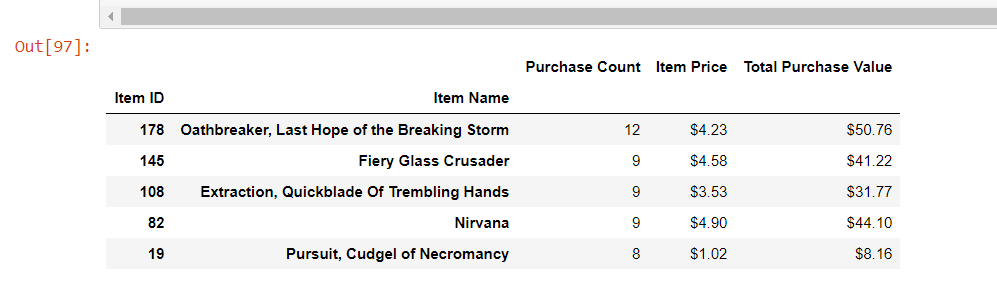 Out[97]:
Purchase Count Item Price Total Purchase Value
Item ID Item Name
178 Oathbreaker, Last Hope of the Breaking Storm 12 $4.23 $50.76
145 Fiery Glass Crusader 9 $4.58 $41.22
108 Extraction, Quickblade Of Trembling Hands 9 $3.53 $31.77
82 Nirvana 9 $4.90 $44.10
19 Pursuit, Cudgel of Necromancy 8 $1.02 $8.16